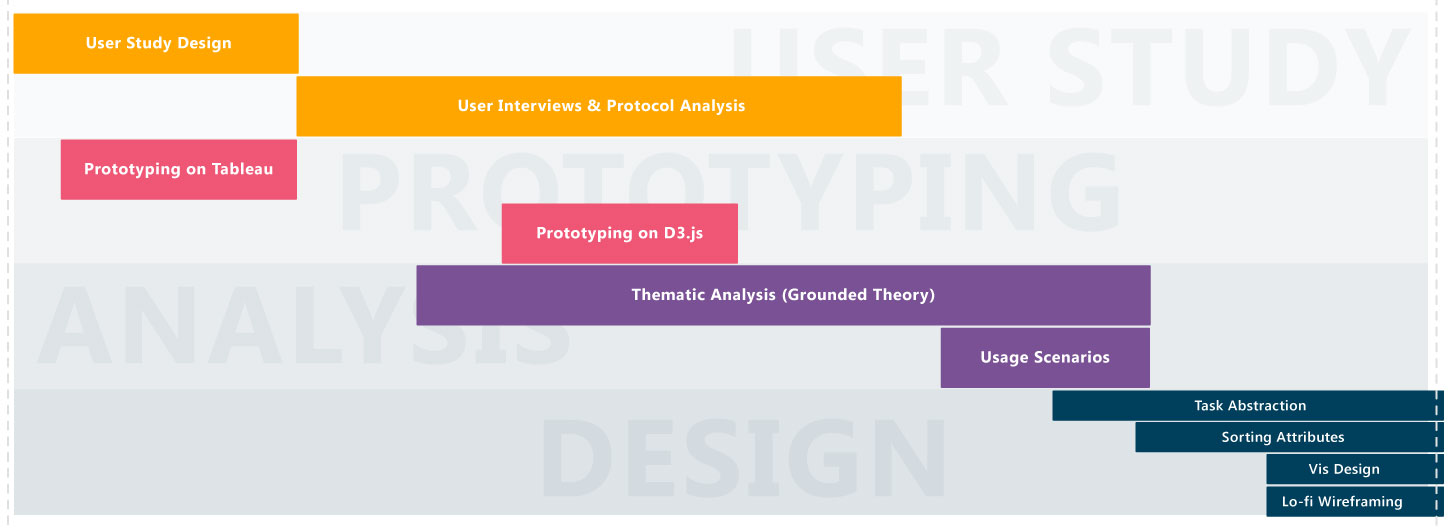 USER STUDY
User Study Design
User Interviews & Protocol Analysis
PROTOTYPING
Prototyping on Tableau
Prototyping on D3.js
ANALYSIS
Thematic Analysis (Grounded Theory)
Usage Scenarios
DESIGN
Task Abstraction
Sorting Attributes
Vis Design
Lo-fi Wireframing